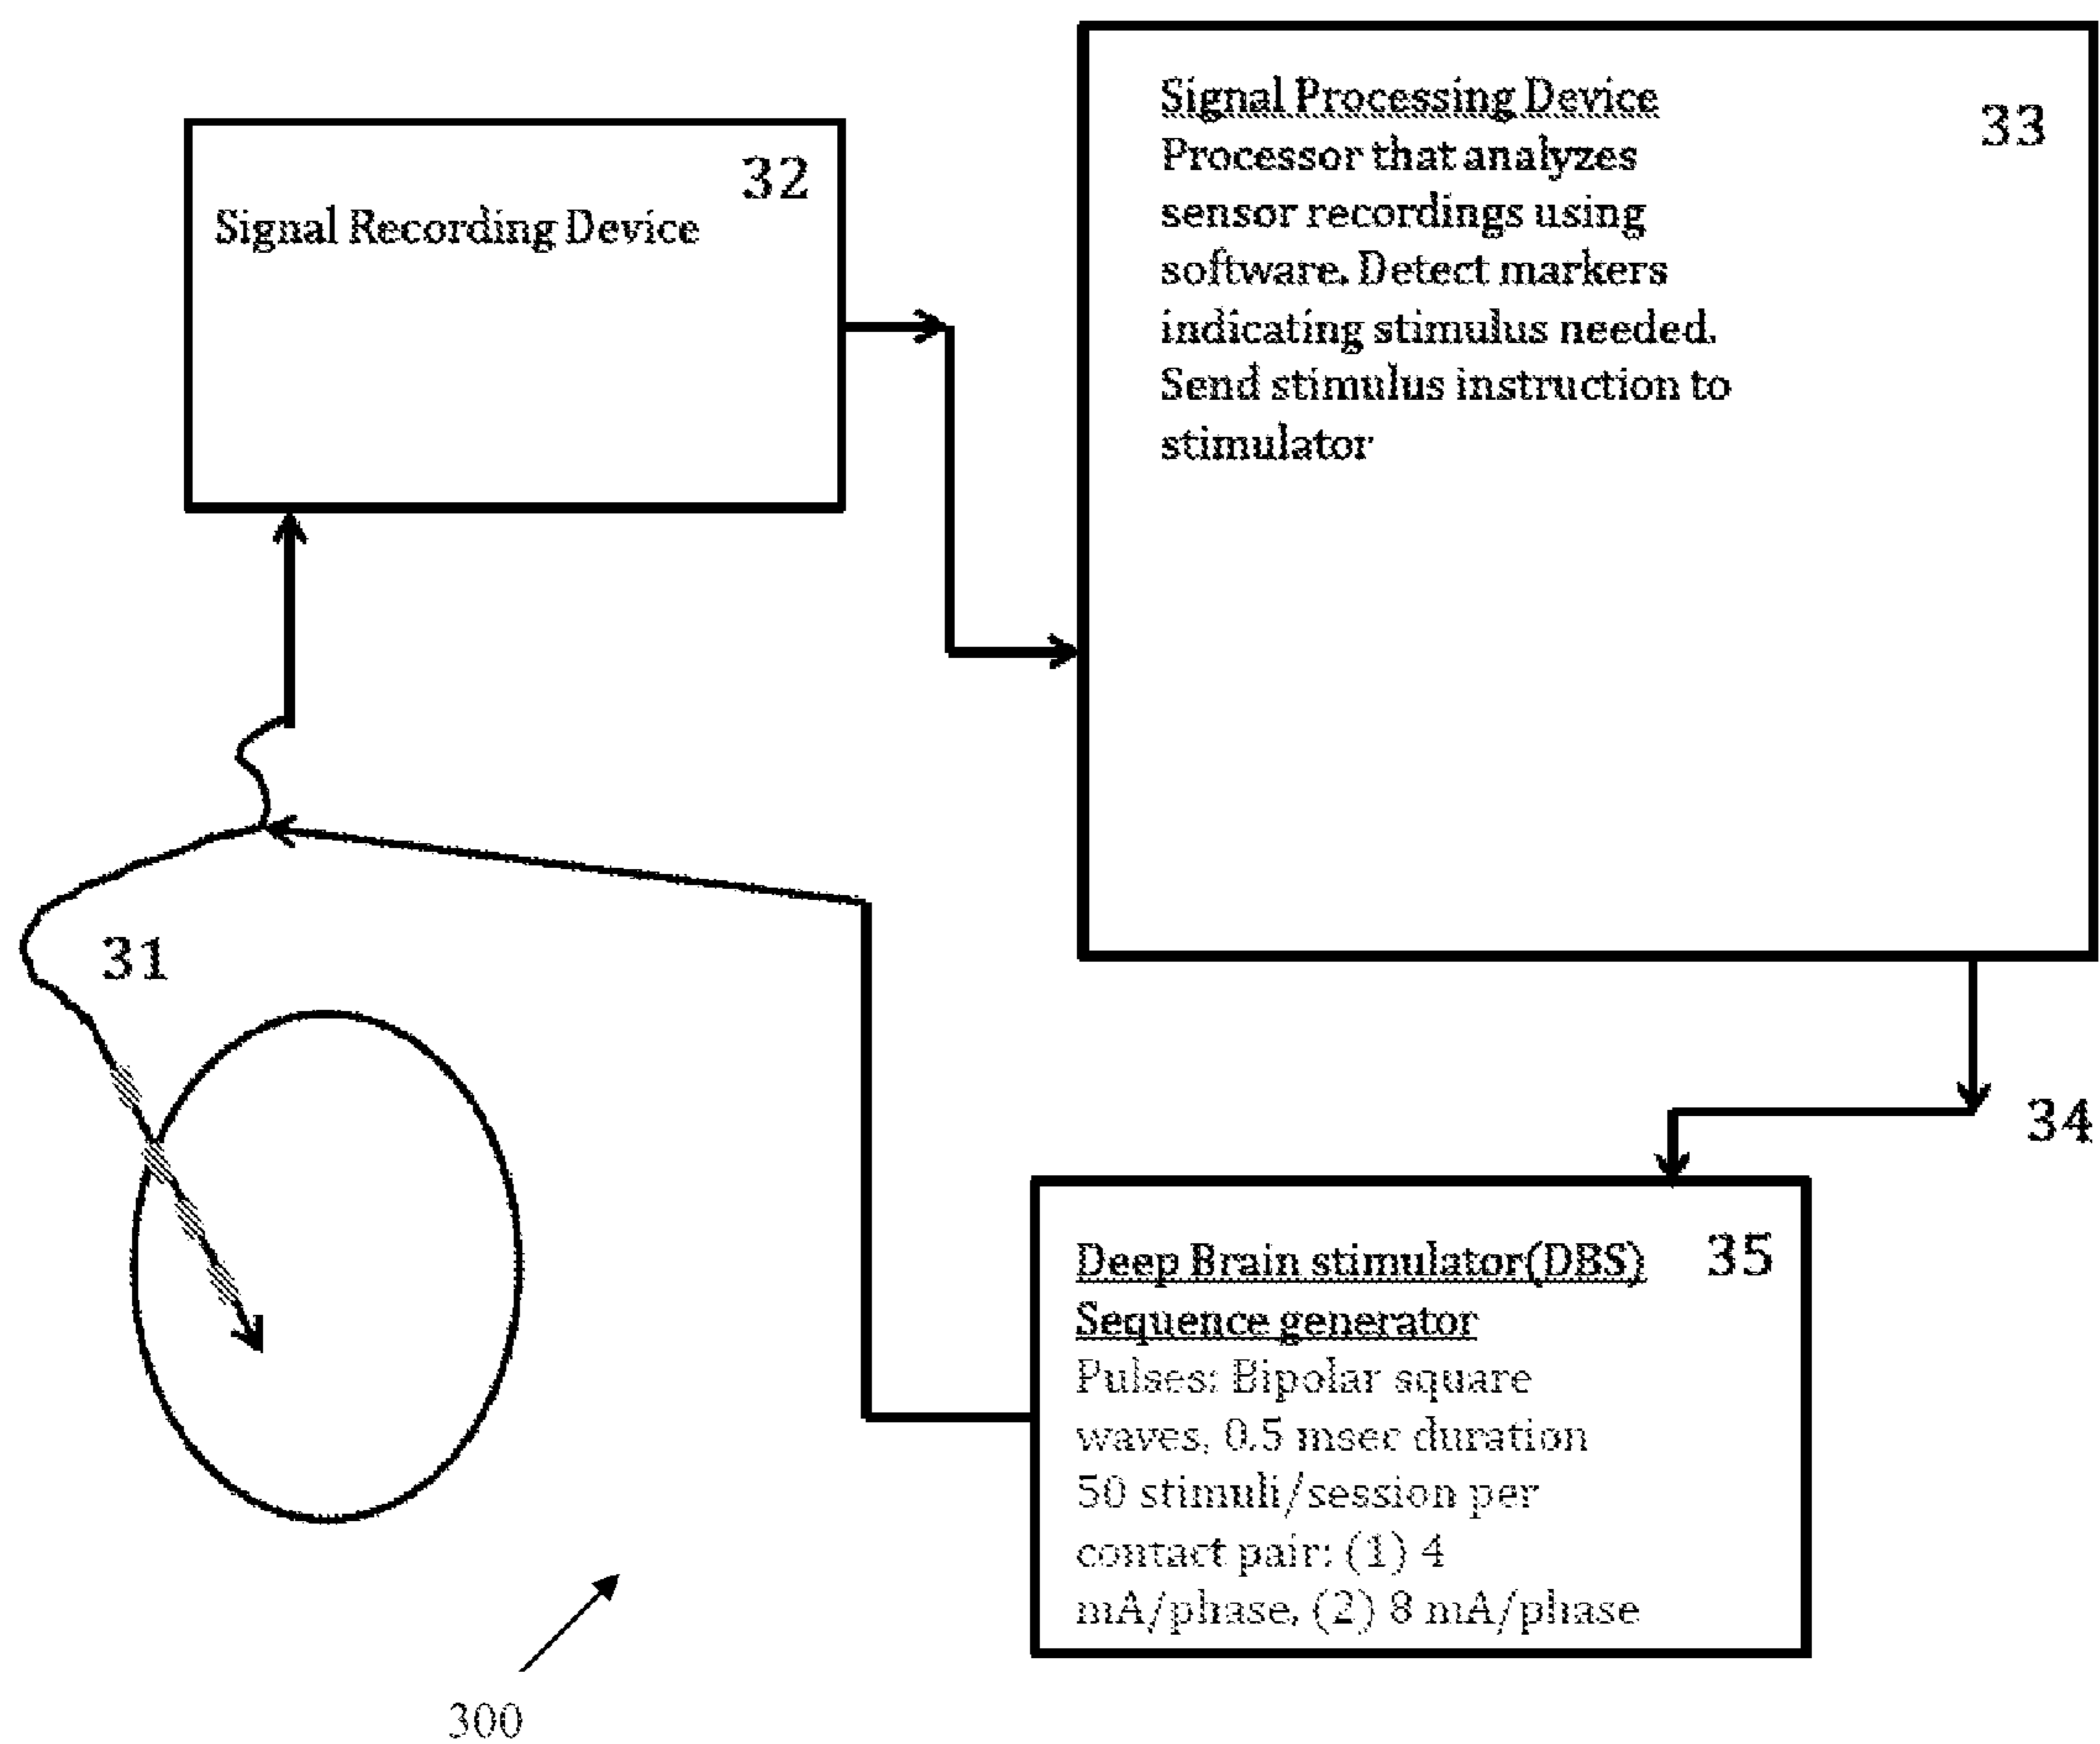 32
Signal Recording Device
Signal Processing Device
33
Processor that analyzes
sensor recordings using
software. Detect markers
indicating stimulus needed.
Send stimulus instruction to
stimulator
31
34
Deep Brain stimulator(DBS)
35
Sequence generator
Pulses: Bipolar square
waves, 0.5 msec duration
50 stimuli/session per
contact pair: (1) 4
mA/phase, (2) 8 mA/phase
300